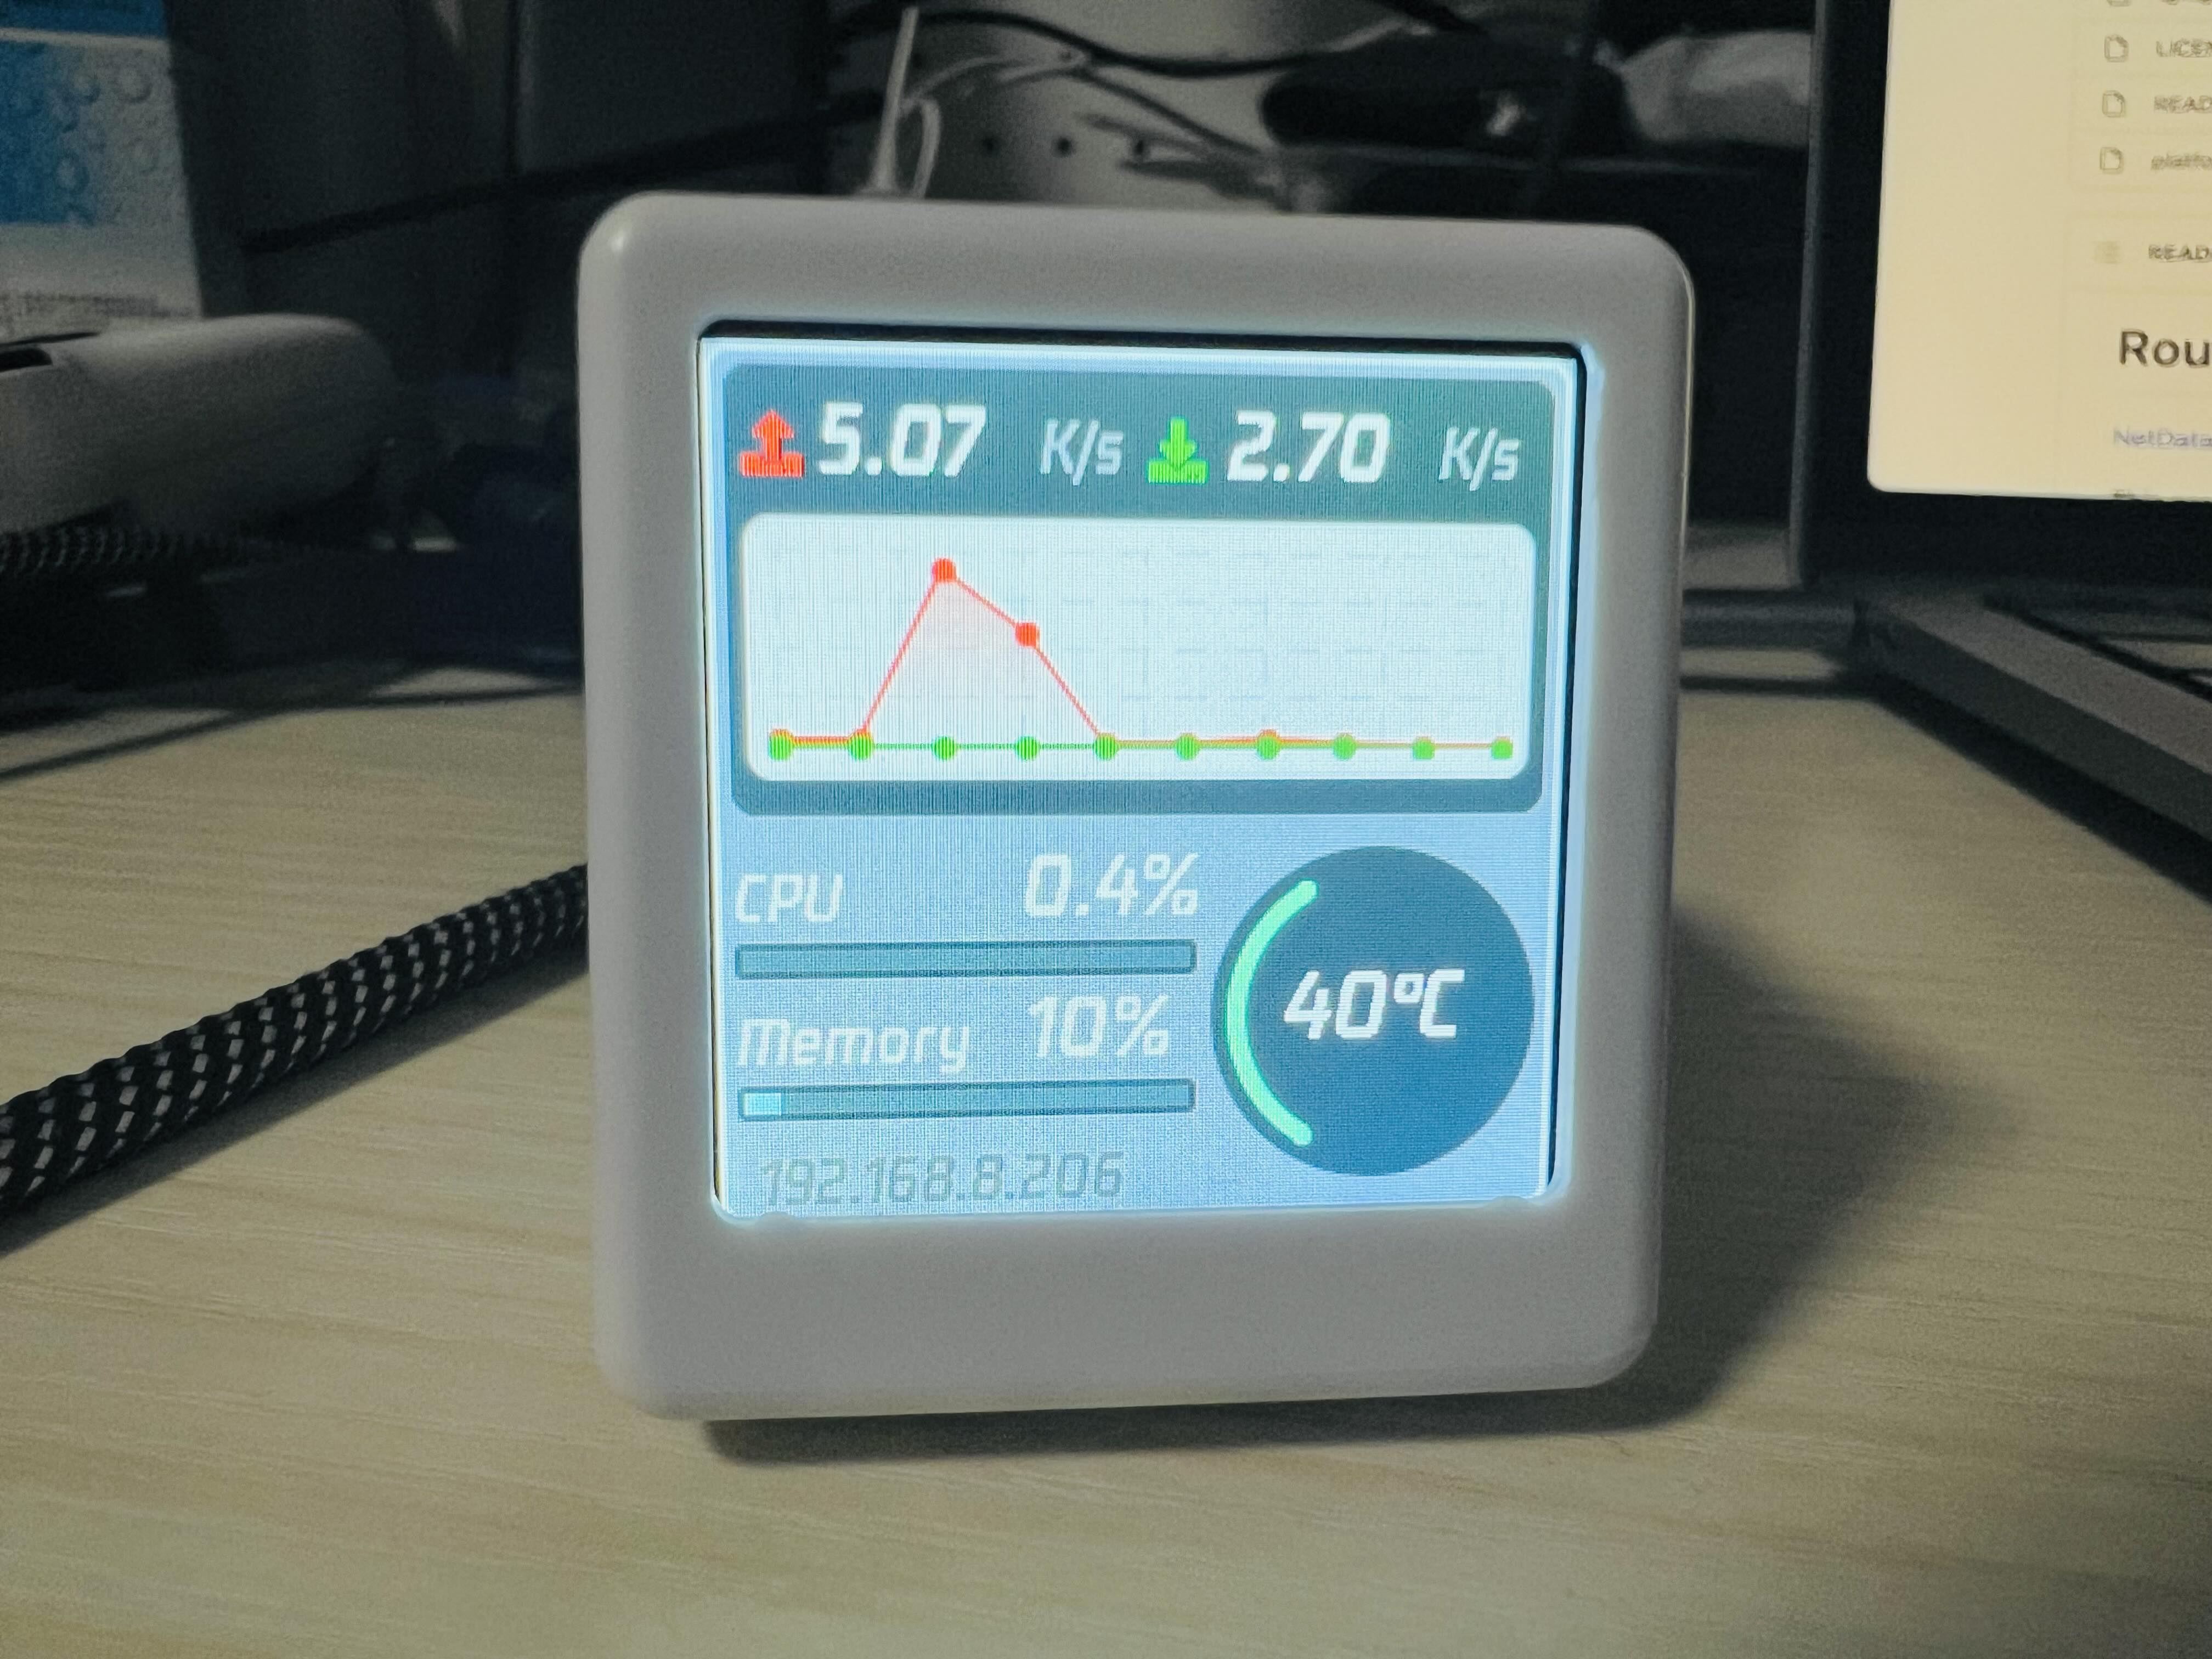 5.07 K/s 2.70 K/s
CPU 0.4%
Memory 10%
40°C
192.168.8.206
Rou
NetData